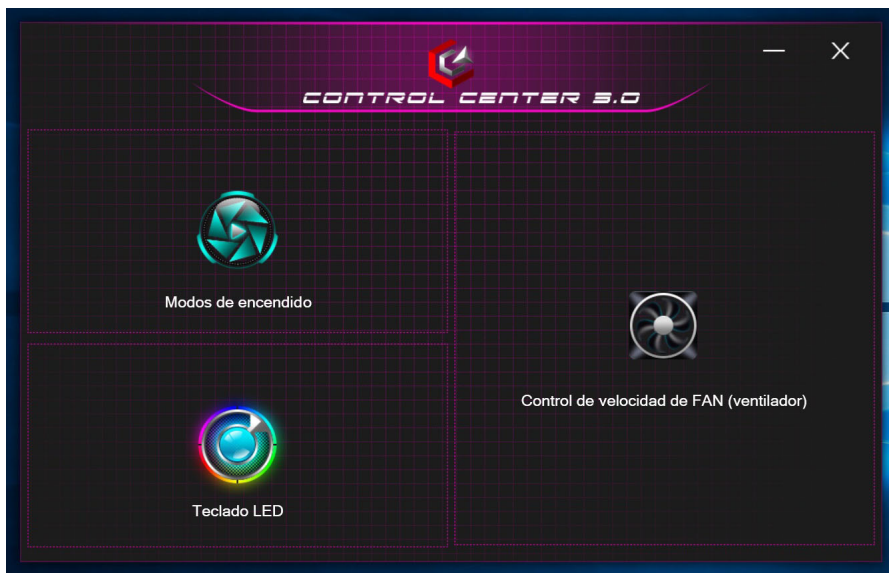 CONTROL CENTER 3.0
Modos de encendido
Control de velocidad de FAN (ventilador)
Teclado LED